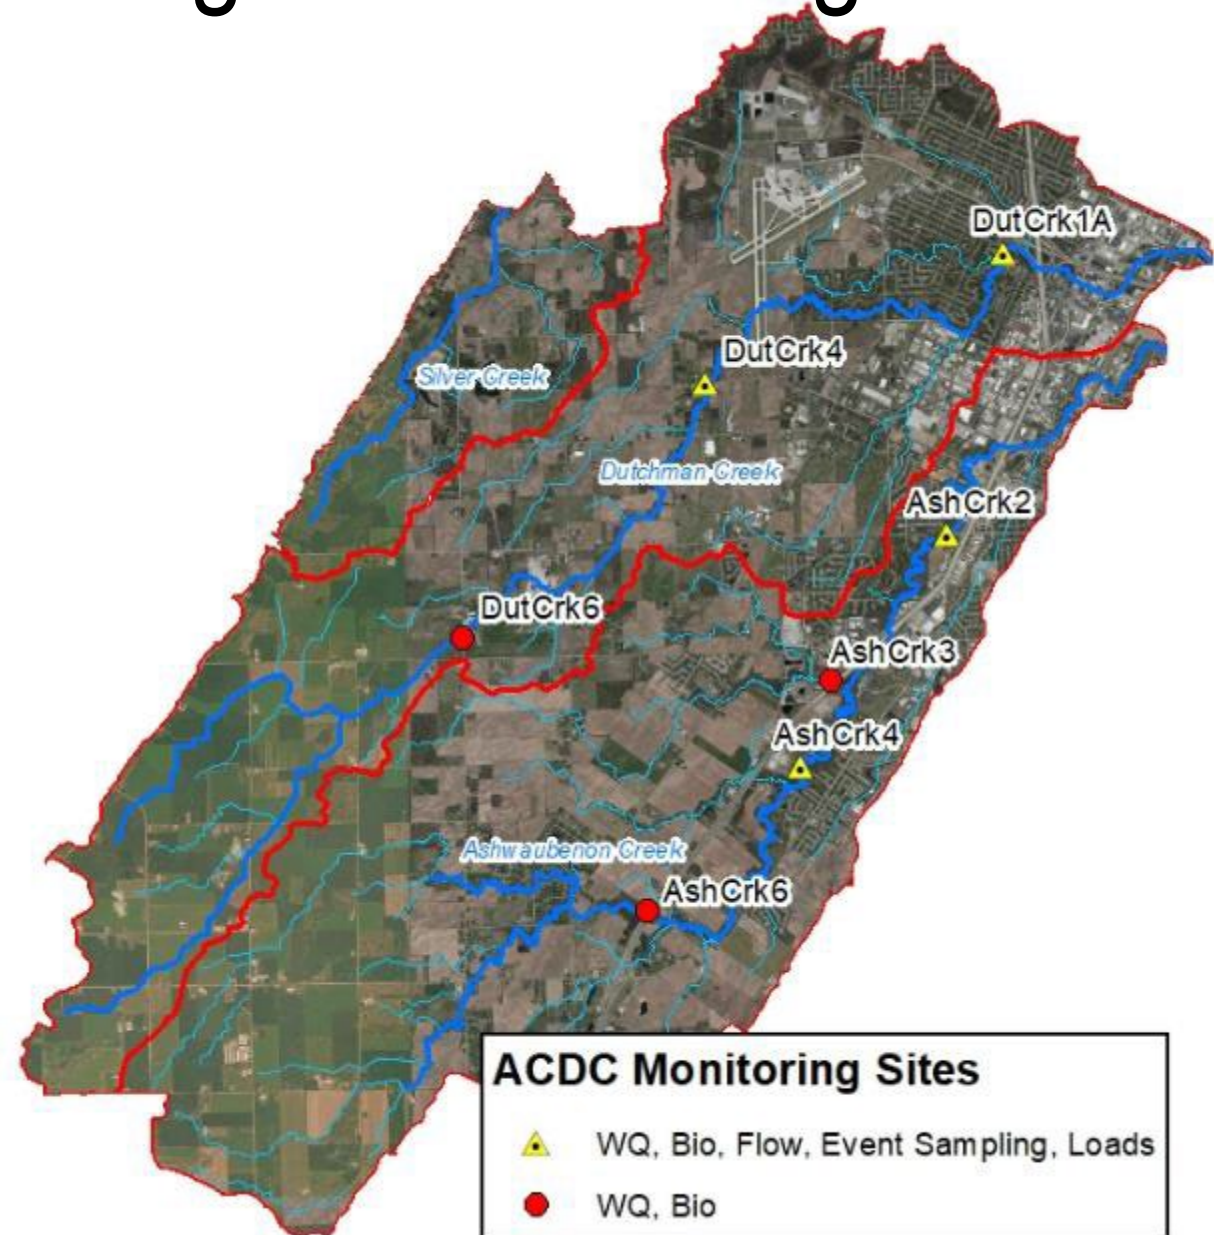 DutCrk1A
DutCrk4
Silver Creek
Dutchman Creek
AshCrk2
DutCrk6
AshCrk3
AshCrk4
Ashwaubenon Creek
AshCrk6
ACDC Monitoring Sites
WQ, Bio, Flow, Event Sampling, Loads
WQ, Bio